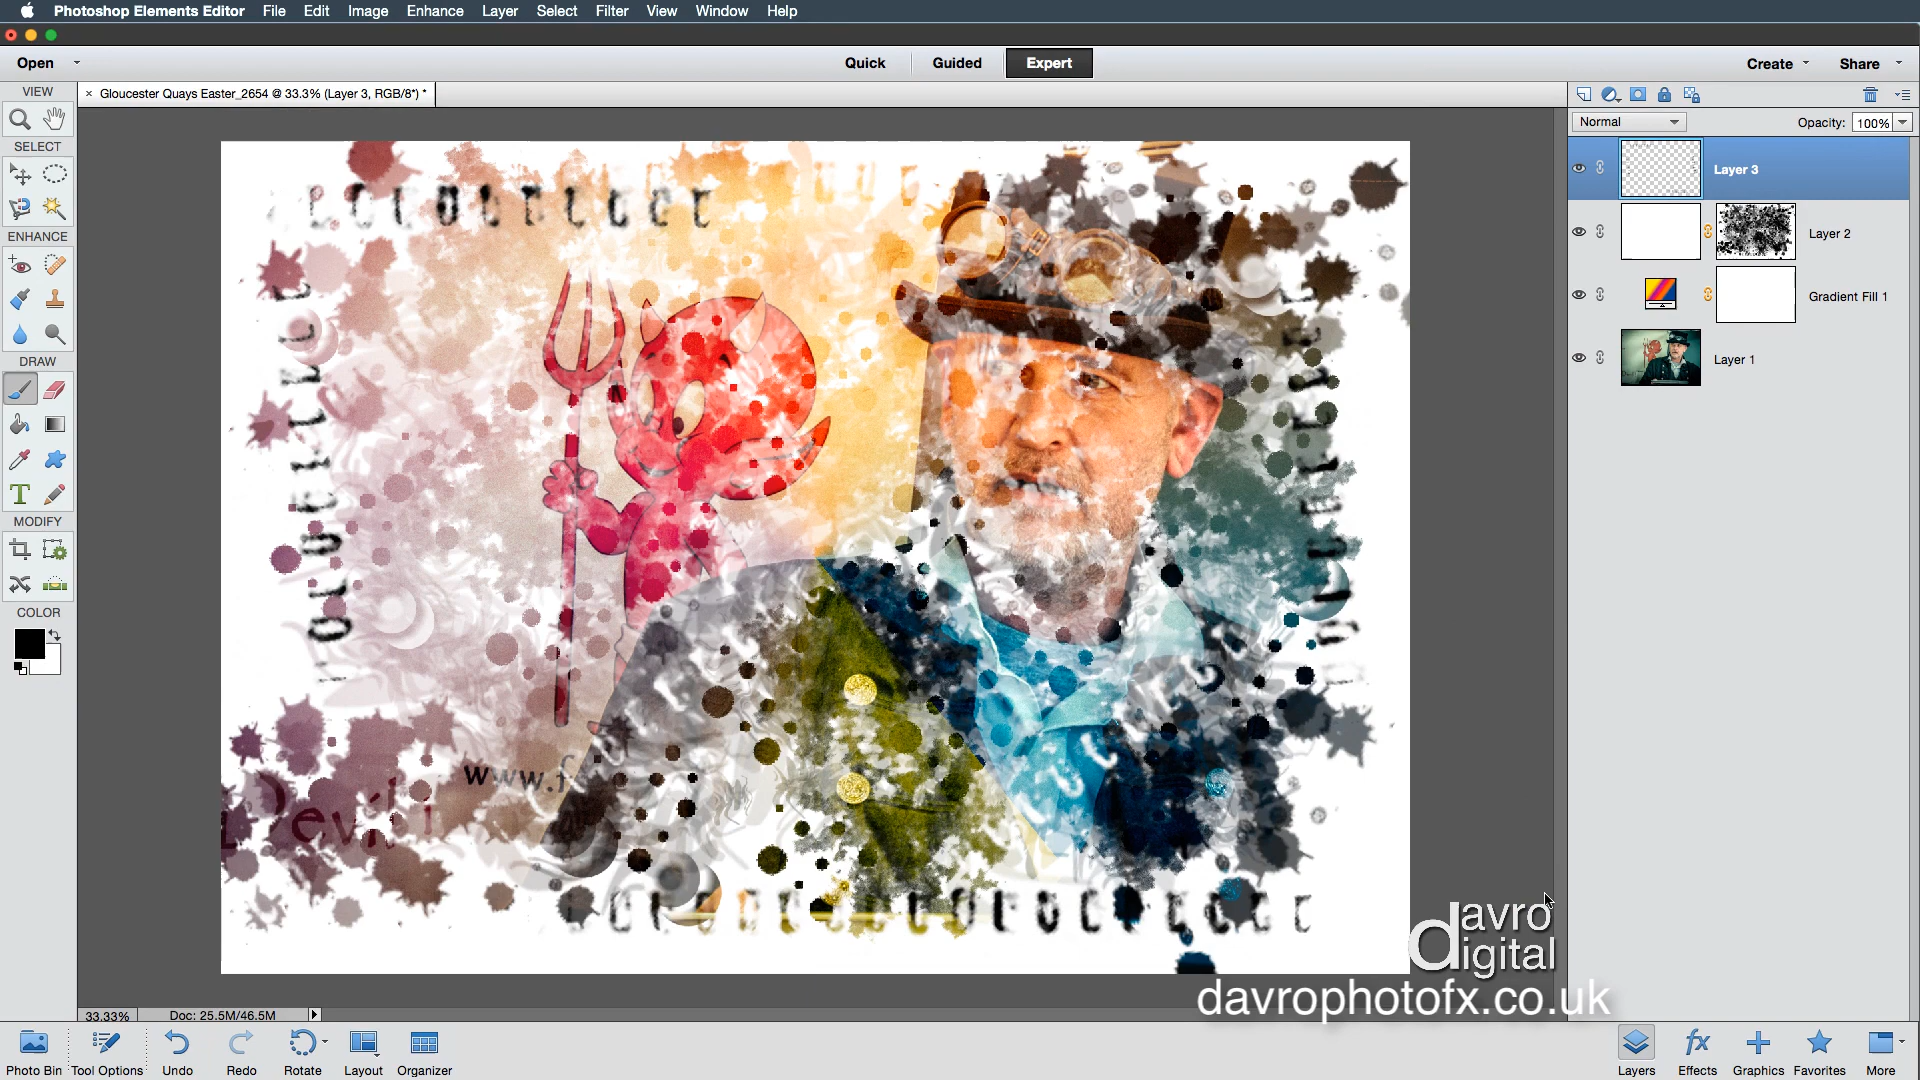 Photoshop Elements Editor File Edit Image Enhance Layer Select Filter View Window Help
Open Quick Guided Expert Create Share
VIEW
× Gloucester Quays Easter_2654 @ 33.3% (Layer 3, RGB/8*) *
Normal Opacity: 100%
SELECT
Layer 3
ENHANCE
Layer 2
Gradient Fill 1
DRAW
Layer 1
T
MODIFY
COLOR
www.f
Devil
davro
digital
davrophotofx.co.uk
33.33% Doc: 25.5M/46.5M
fx
Photo Bin Tool Options Undo Redo Rotate Layout Organizer Layers Effects Graphics Favorites More